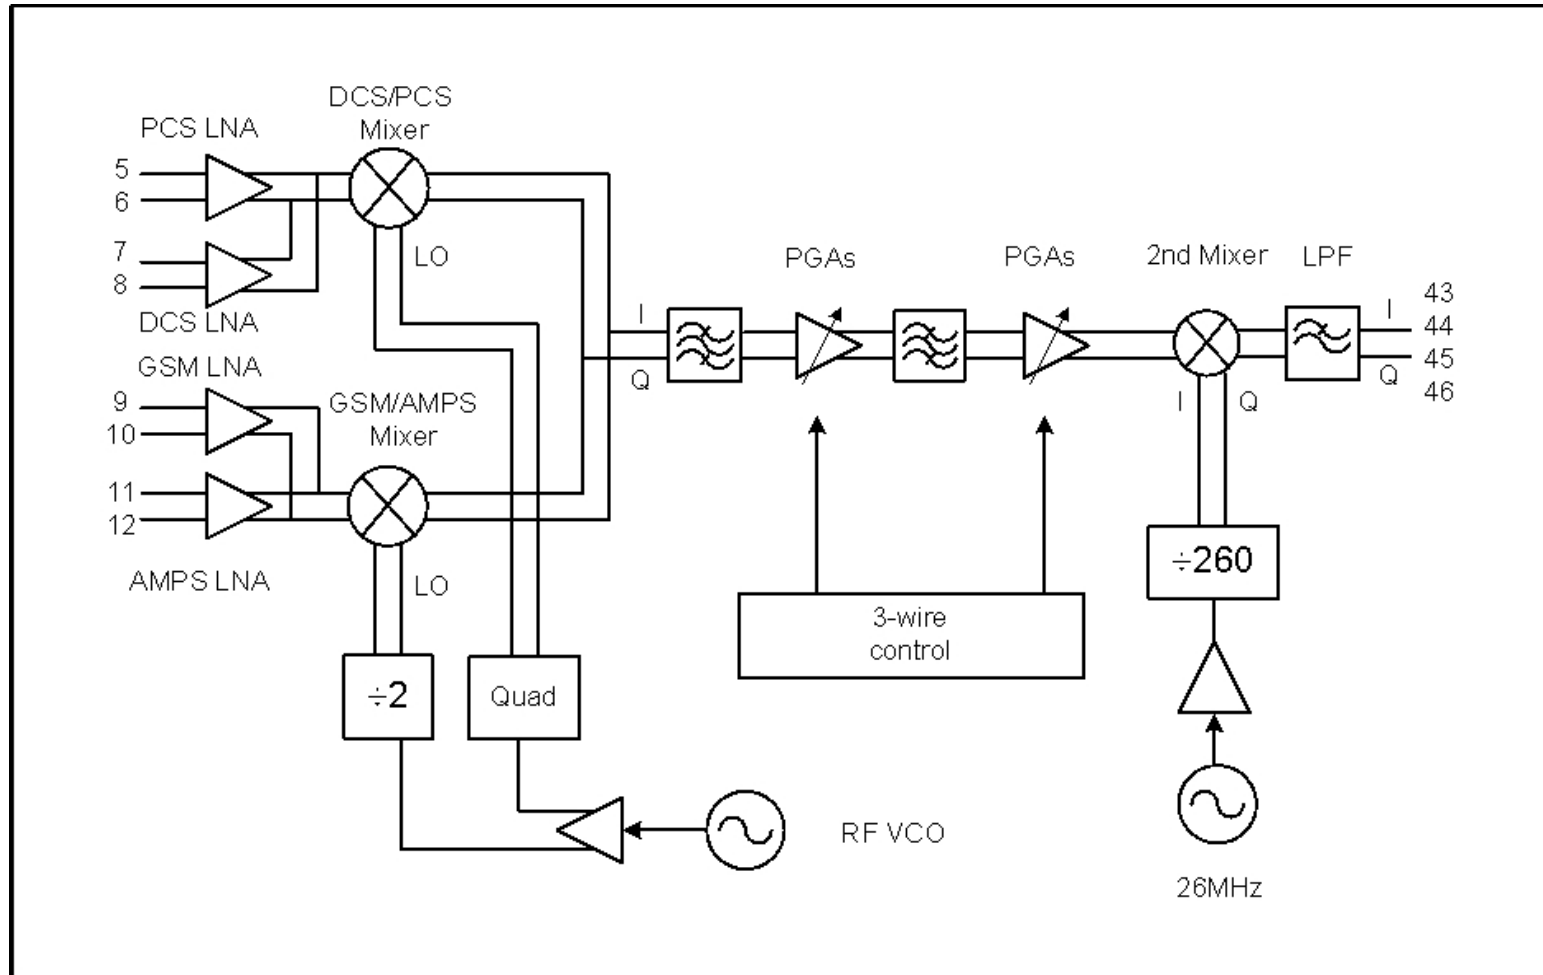 DCS/PCS
Mixer
PCS LNA
5
6
7
8
LO
DCS LNA
GSM LNA
9
10
GSM/AMPS
Mixer
11
12
AMPS LNA
LO
÷2
Quad
RF VCO
I
Q
PGAs
PGAs
3-wire
control
2nd Mixer
LPF
I
Q
I
Q
43
44
45
46
÷260
26MHz